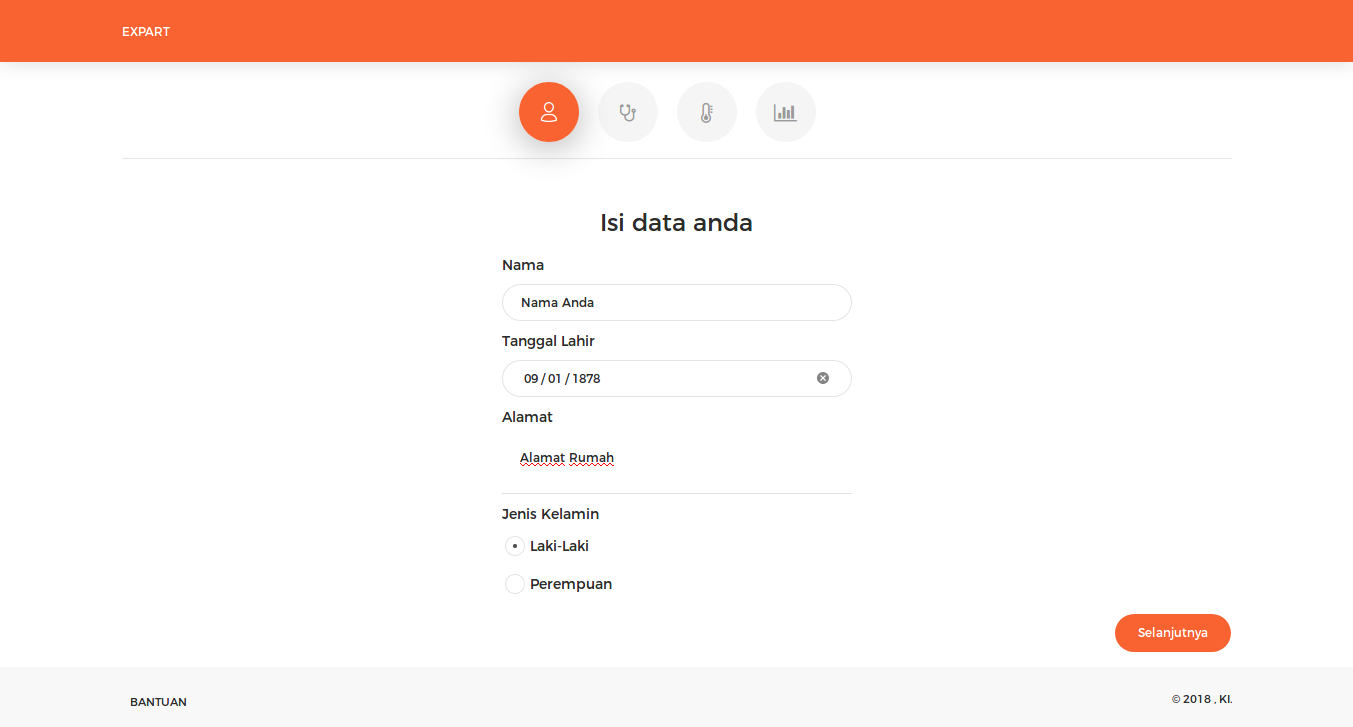 EXPART
Isi data anda
Nama
Nama Anda
Tanggal Lahir
09 / 01 / 1878
Alamat
Alamat Rumah
Jenis Kelamin
Laki-Laki
Perempuan
Selanjutnya
BANTUAN
© 2018 , KI.